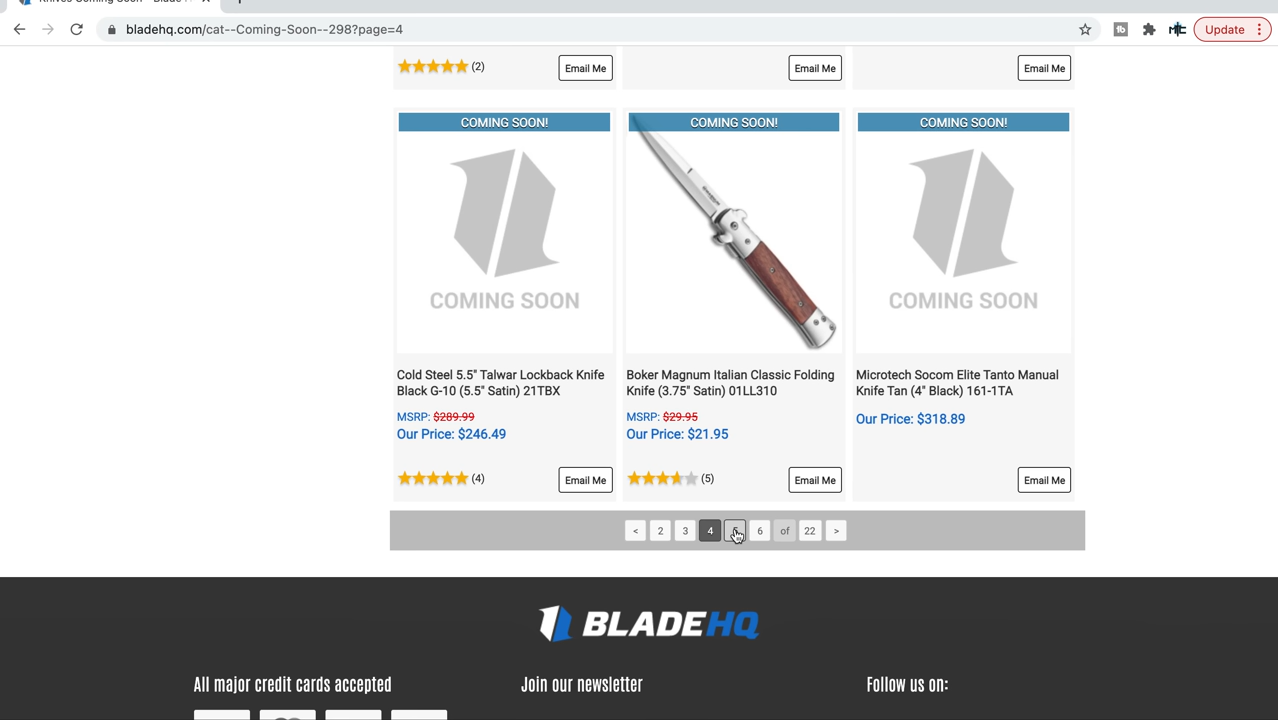 bladehq.com/cat--Coming-Soon--298?page=4
Update
(2)
Email Me
Email Me
Email Me
COMING SOON!
COMING SOON!
COMING SOON!
COMING SOON
COMING SOON
Cold Steel 5.5" Talwar Lockback Knife
Black G-10 (5.5" Satin) 21TBX
MSRP: $289.99
Our Price: $246.49
(4)
Email Me
Boker Magnum Italian Classic Folding
Knife (3.75" Satin) 01LL310
MSRP: $29.95
Our Price: $21.95
(5)
Email Me
Microtech Socom Elite Tanto Manual
Knife Tan (4" Black) 161-1TA
Our Price: $318.89
Email Me
< 2 3 4 5 6 of 22 >
BLADEHQ
All major credit cards accepted
Join our newsletter
Follow us on: